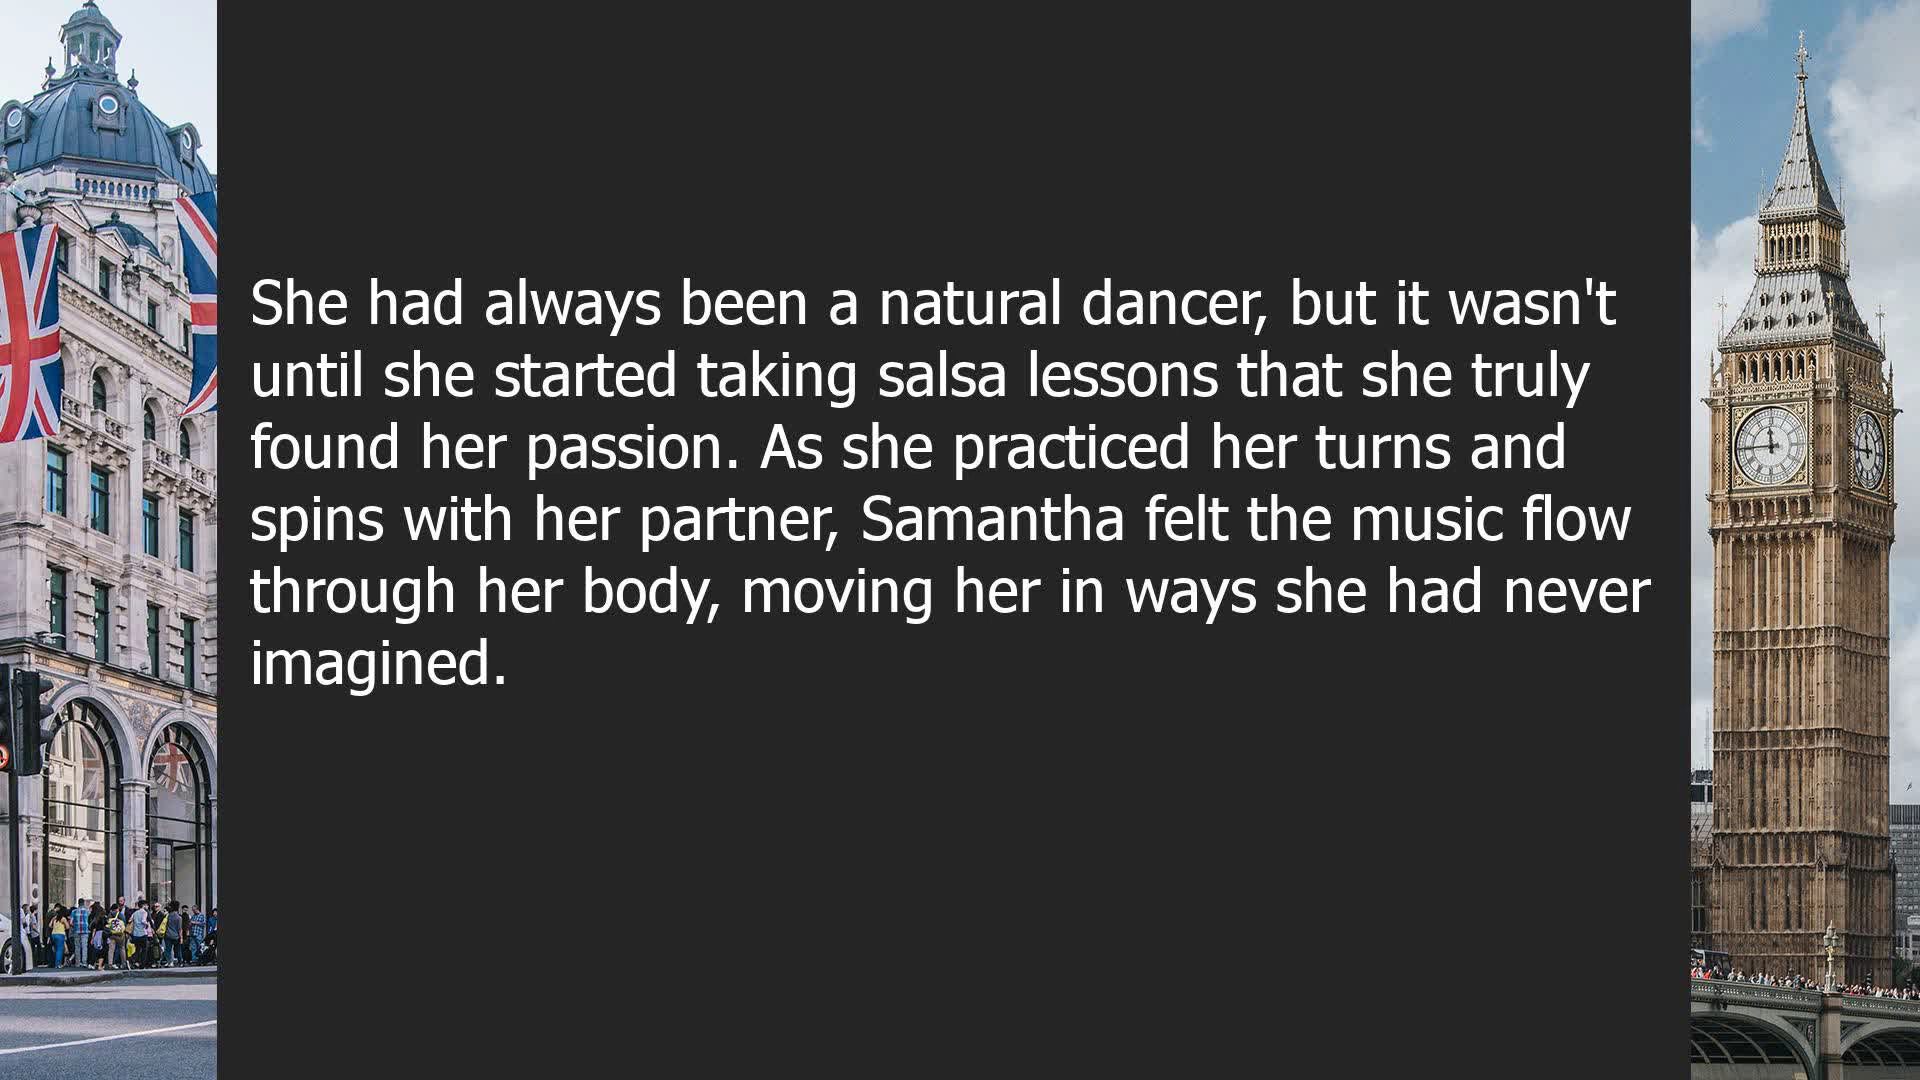 She had always been a natural dancer, but it wasn't
until she started taking salsa lessons that she truly
found her passion. As she practiced her turns and
spins with her partner, Samantha felt the music flow
through her body, moving her in ways she had never
imagined.